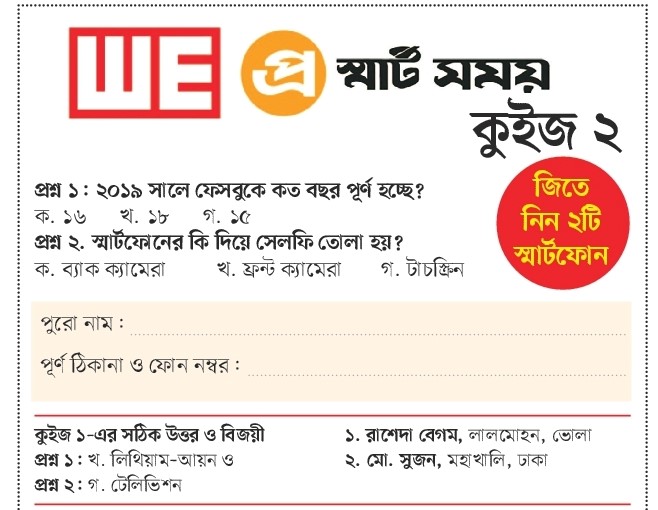 WE প্র স্মার্ট সময়
কুইজ ২
প্রশ্ন ১ : ২০১৯ সালে ফেসবুকে কত বছর পূর্ণ হচ্ছে?
ক. ১৬ খ. ১৮ গ. ১৫
প্রশ্ন ২. স্মার্টফোনের কি দিয়ে সেলফি তোলা হয়?
ক. ব্যাক ক্যামেরা খ. ফ্রন্ট ক্যামেরা গ. টাচস্ক্রিন
জিতে
নিন ২টি
স্মার্টফোন
পুরো নাম :
পূর্ণ ঠিকানা ও ফোন নম্বর :
কুইজ ১-এর সঠিক উত্তর ও বিজয়ী
প্রশ্ন ১ : খ. লিথিয়াম-আয়ন ও
প্রশ্ন ২ : গ. টেলিভিশন
১. রাশেদা বেগম, লালমোহন, ভোলা
২. মো. সুজন, মহাখালি, ঢাকা